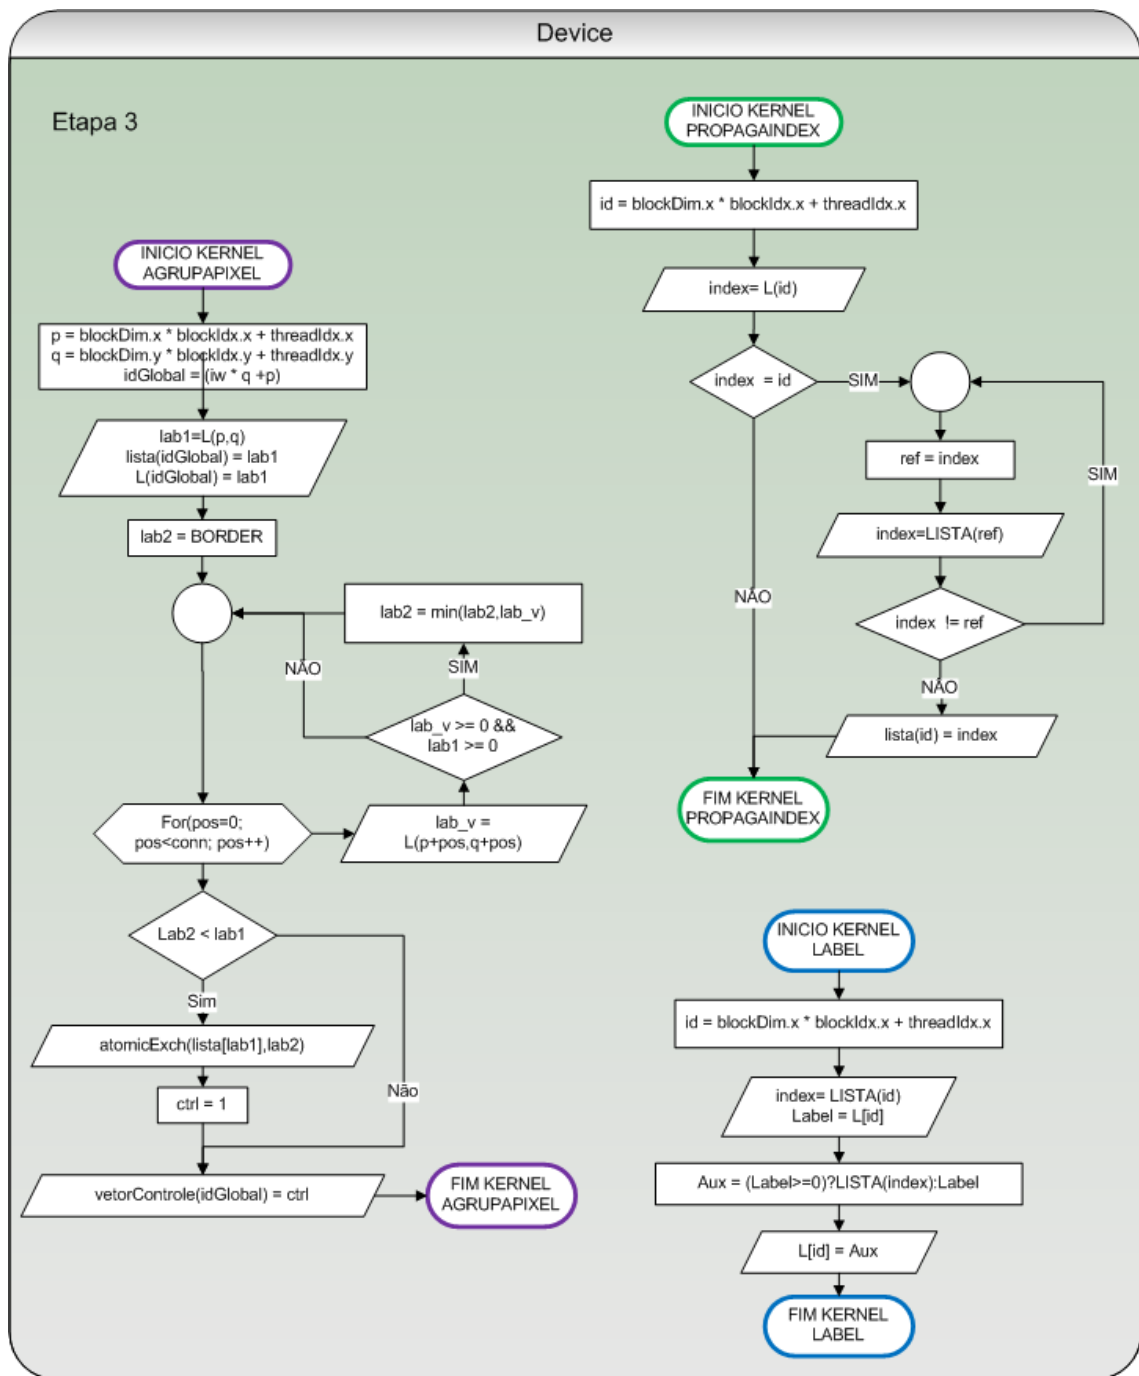 Device
Etapa 3
INICIO KERNEL
AGRUPAPIXEL
p = blockDim.x * blockIdx.x + threadIdx.x
q = blockDim.y * blockIdx.y + threadIdx.y
idGlobal = (iw * q +p)
lab1=L(p,q)
lista(idGlobal) = lab1
L(idGlobal) = lab1
lab2 = BORDER
lab2 = min(lab2,lab_v)
NÃO
SIM
lab_v >= 0 &&
lab1 >= 0
For(pos=0;
pos<conn; pos++)
lab_v =
L(p+pos,q+pos)
Lab2 < lab1
Sim
Não
atomicExch(lista[lab1],lab2)
ctrl = 1
vetorControle(idGlobal) = ctrl
FIM KERNEL
AGRUPAPIXEL
INICIO KERNEL
PROPAGAINDEX
id = blockDim.x * blockIdx.x + threadIdx.x
index= L(id)
index = id
SIM
ref = index
SIM
index=LISTA(ref)
NÃO
index != ref
NÃO
lista(id) = index
FIM KERNEL
PROPAGAINDEX
INICIO KERNEL
LABEL
id = blockDim.x * blockIdx.x + threadIdx.x
index= LISTA(id)
Label = L[id]
Aux = (Label>=0)?LISTA(index):Label
L[id] = Aux
FIM KERNEL
LABEL